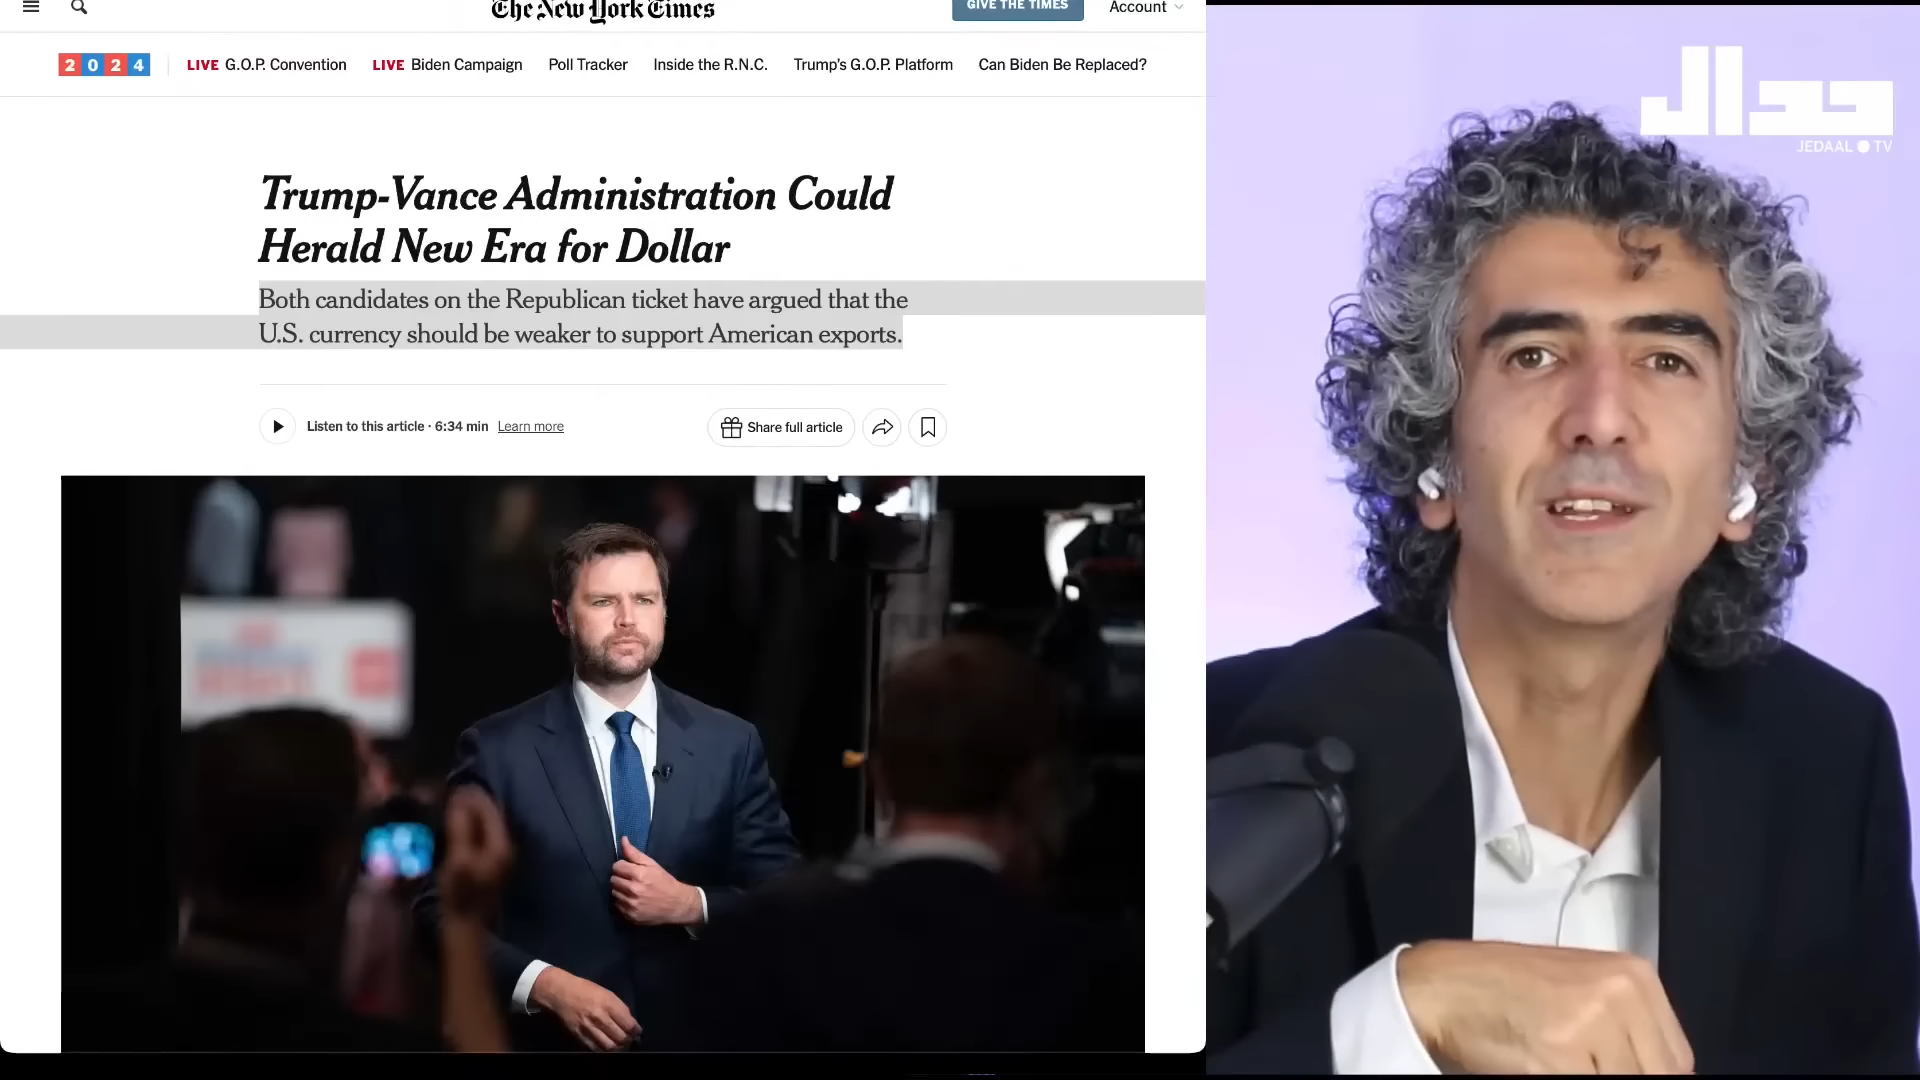 The New York Times
GIVE THE TIMES
Account
2024
LIVE G.O.P. Convention
LIVE Biden Campaign
Poll Tracker
Inside the R.N.C.
Trump's G.O.P. Platform
Can Biden Be Replaced?
Trump-Vance Administration Could
Herald New Era for Dollar
Both candidates on the Republican ticket have argued that the
U.S. currency should be weaker to support American exports.
Listen to this article · 6:34 min Learn more
Share full article
جدال
JEDAAL TV